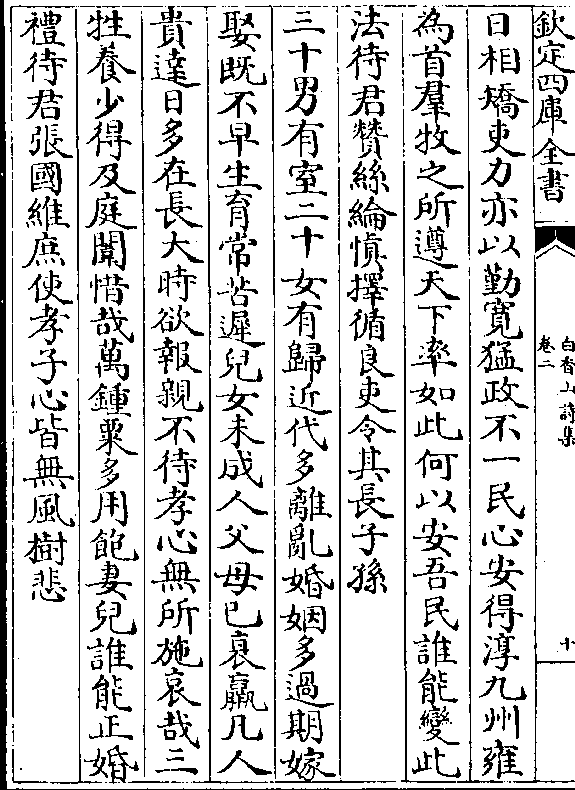 欽定四庫全書
白香山詩集
卷二
十
日相矯吏力亦以勤寬猛政不一民心安得淳九州雍
為首羣牧之所遵天下率如此何以安吾民誰能變此
法待君贊絲綸慎擇循良吏令其長子孫
三十男有室二十女有歸近代多離亂婚姻多過期嫁
娶既不早生育常苦遲兒女未成人父母已衰羸凡人
貴達日多在長大時欲報親不待孝心無所施哀哉三
牲養少得及庭闈惜哉萬鍾粟多用飽妻兒誰能正婚
禮待君張國維庶使孝子心皆無風樹悲